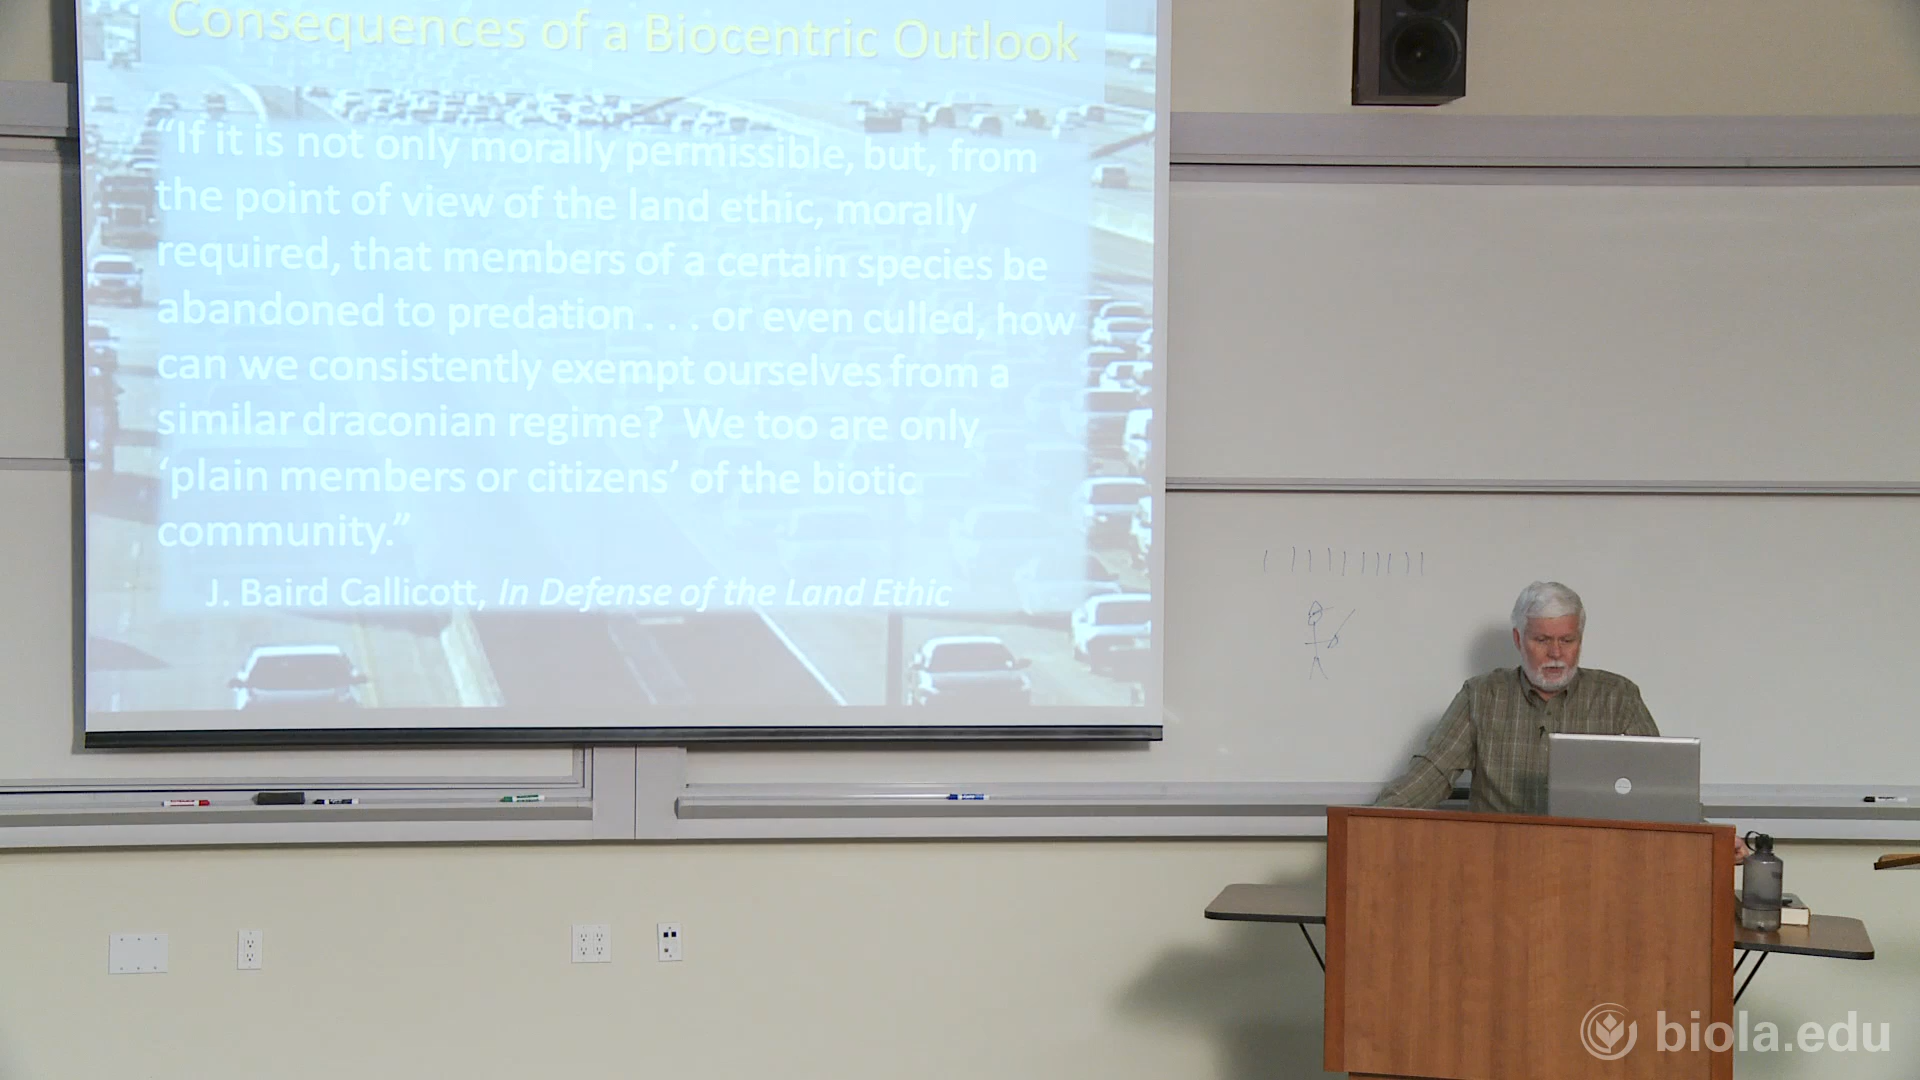 Consequences of a Biocentric Outlook
“If it is not only morally permissible, but, from
the point of view of the land ethic, morally
required, that members of a certain species be
abandoned to predation . . . or even culled, how
can we consistently exempt ourselves from a
similar draconian regime?  We too are only
‘plain members or citizens’ of the biotic
community.”
J. Baird Callicott, In Defense of the Land Ethic
biola.edu